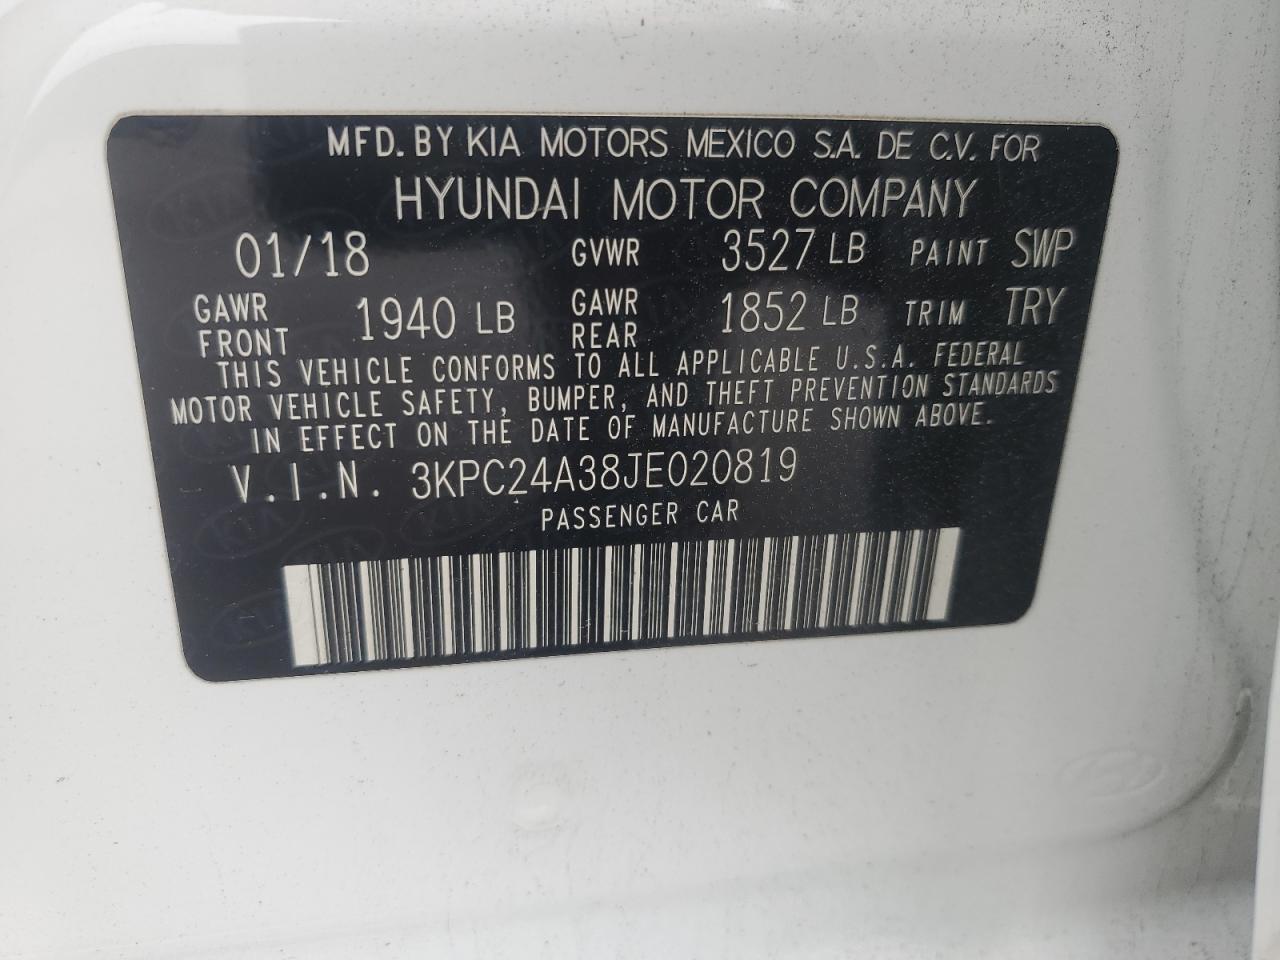 MFD. BY KIA MOTORS MEXICO S.A. DE C.V. FOR
HYUNDAI MOTOR COMPANY
01/18 GVWR 3527 LB PAINT SWP
GAWR FRONT 1940 LB GAWR REAR 1852 LB TRIM TRY
THIS VEHICLE CONFORMS TO ALL APPLICABLE U.S.A. FEDERAL
MOTOR VEHICLE SAFETY, BUMPER, AND THEFT PREVENTION STANDARDS
IN EFFECT ON THE DATE OF MANUFACTURE SHOWN ABOVE.
V.I.N. 3KPC24A38JE020819
PASSENGER CAR